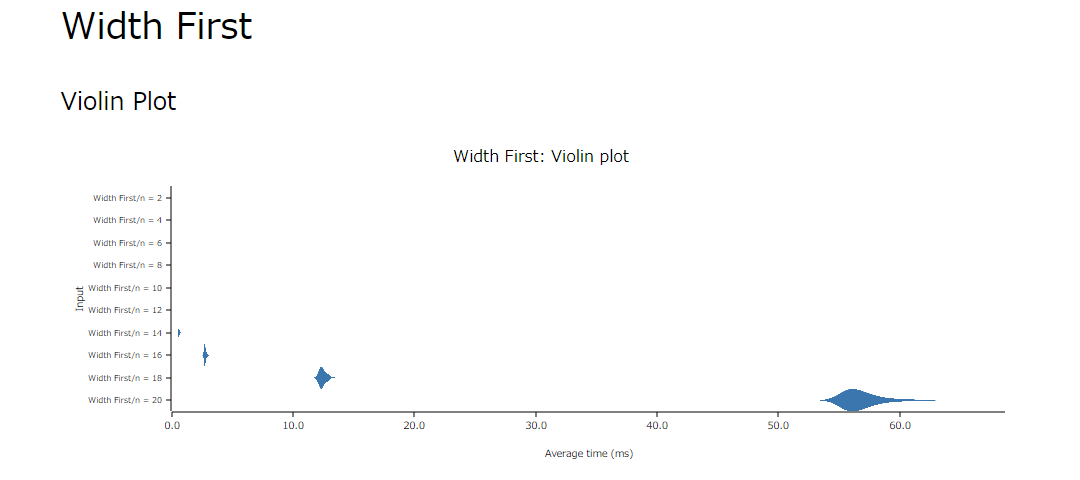 Width First
Violin Plot
Width First: Violin plot
Input
Width First/n = 2
Width First/n = 4
Width First/n = 6
Width First/n = 8
Width First/n = 10
Width First/n = 12
Width First/n = 14
Width First/n = 16
Width First/n = 18
Width First/n = 20
0.0 10.0 20.0 30.0 40.0 50.0 60.0
Average time (ms)